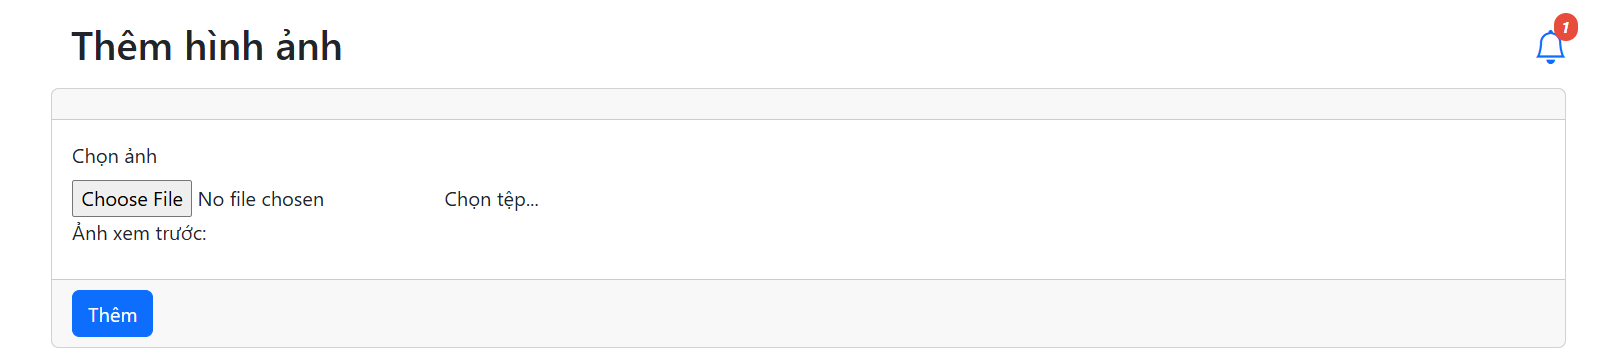 Thêm hình ảnh
1
Chọn ảnh
Choose File No file chosen Chọn tệp...
Ảnh xem trước:
Thêm